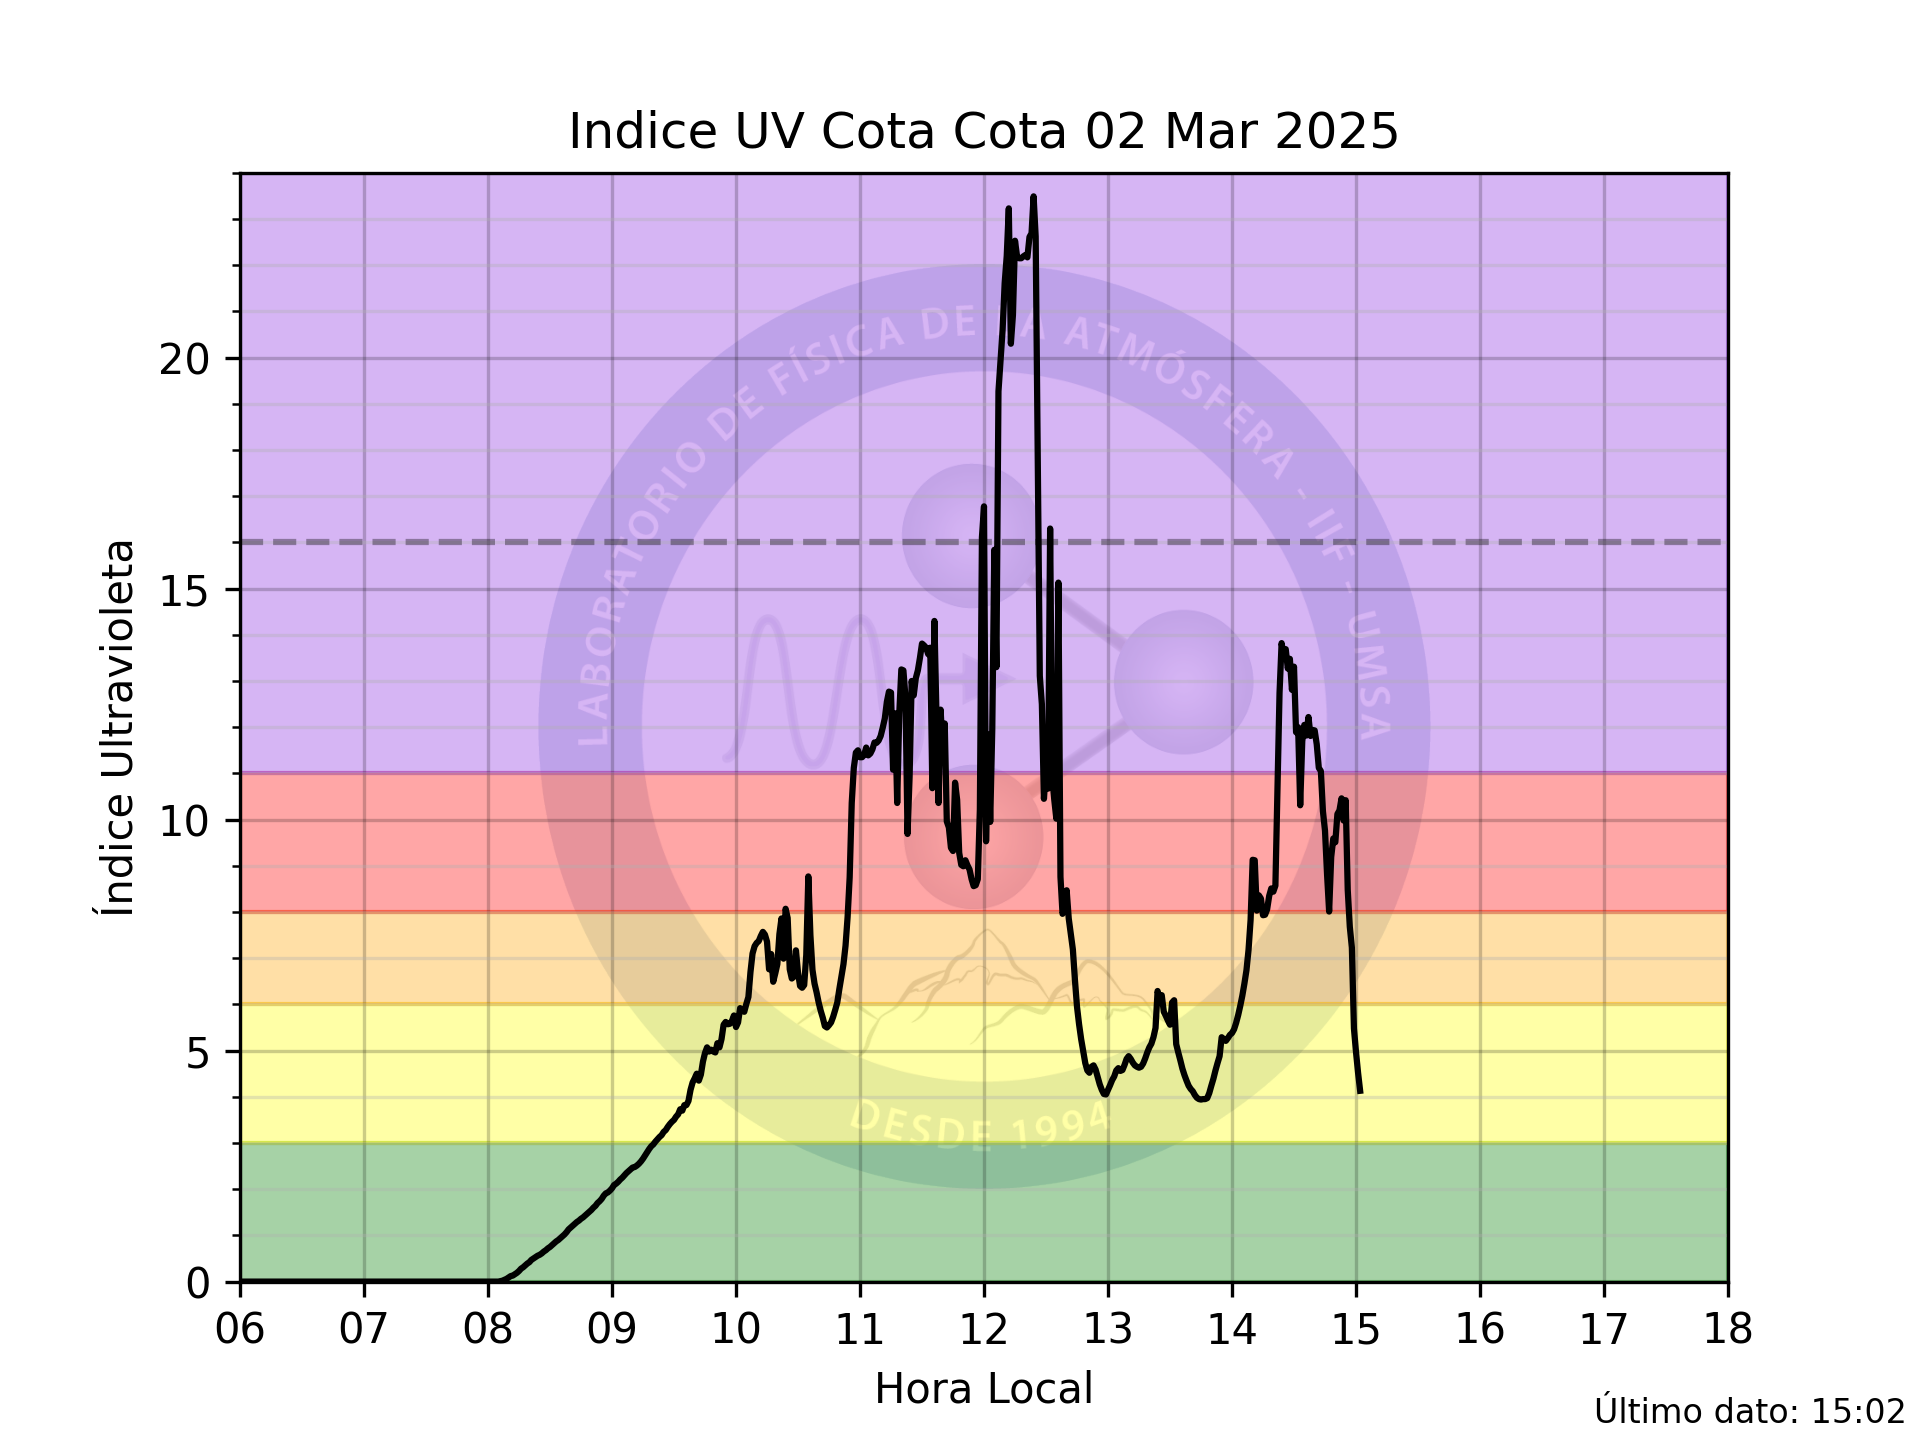 Indice UV Cota Cota 02 Mar 2025
Índice Ultravioleta
20
15
10
5
0
LABORATORIO DE FÍSICA DE LA ATMÓSFERA - IIF - UMSA
DESDE 1994
06 07 08 09 10 11 12 13 14 15 16 17 18
Hora Local
Último dato: 15:02